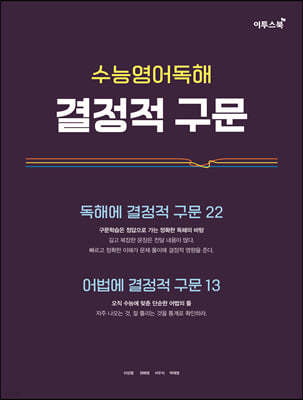 이투스북
수능영어독해
결정적 구문
독해에 결정적 구문 22
구문학습은 정답으로 가는 정확한 독해의 바탕
길고 복잡한 문장은 전달 내용이 많다.
빠르고 정확한 이해가 문제 풀이에 결정적 영향을 준다.
어법에 결정적 구문 13
오직 수능에 맞춘 단순한 어법의 틀
자주 나오는 것, 잘 틀리는 것을 통계로 확인하라.